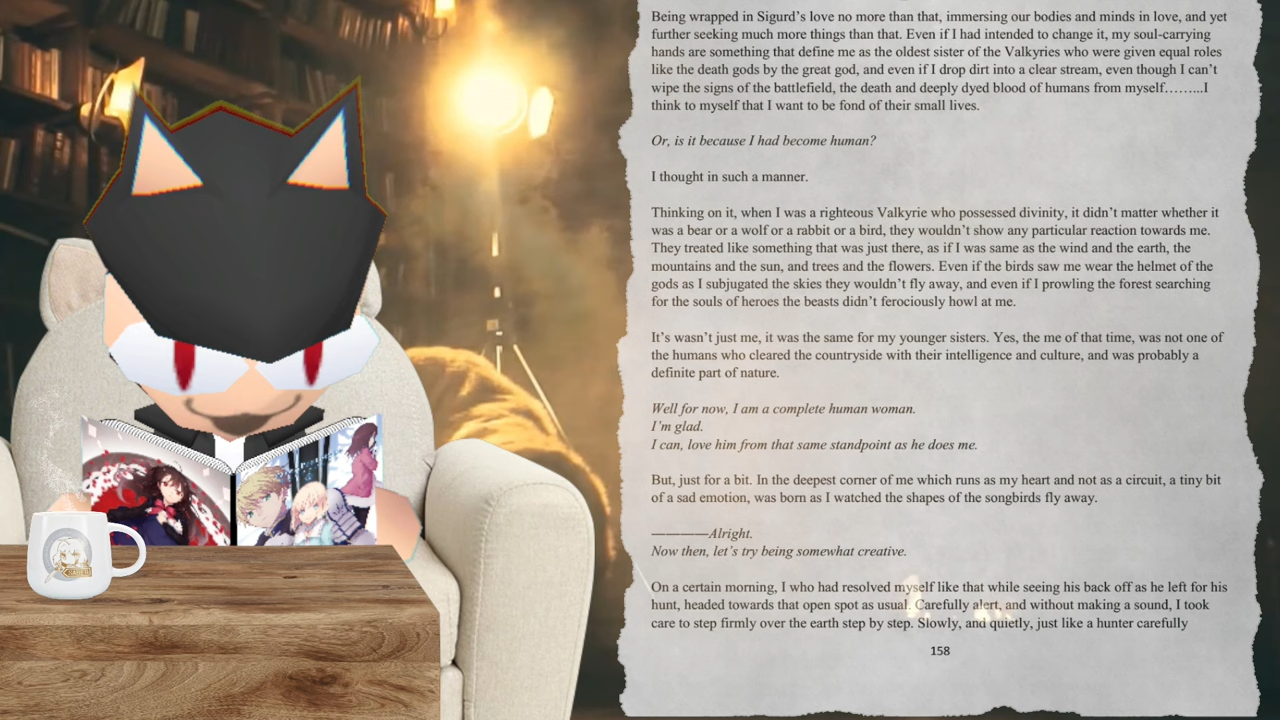 Being wrapped in Sigurd’s love no more than that, immersing our bodies and minds in love, and yet
further seeking much more things than that. Even if I had intended to change it, my soul-carrying
hands are something that define me as the oldest sister of the Valkyries who were given equal roles
like the death gods by the great god, and even if I drop dirt into a clear stream, even though I can’t
wipe the signs of the battlefield, the death and deeply dyed blood of humans from myself……...I
think to myself that I want to be fond of their small lives.
Or, is it because I had become human?
I thought in such a manner.
Thinking on it, when I was a righteous Valkyrie who possessed divinity, it didn’t matter whether it
was a bear or a wolf or a rabbit or a bird, they wouldn’t show any particular reaction towards me.
They treated like something that was just there, as if I was same as the wind and the earth, the
mountains and the sun, and trees and the flowers. Even if the birds saw me wear the helmet of the
gods as I subjugated the skies they wouldn’t fly away, and even if I prowling the forest searching
for the souls of heroes the beasts didn’t ferociously howl at me.
It’s wasn’t just me, it was the same for my younger sisters. Yes, the me of that time, was not one of
the humans who cleared the countryside with their intelligence and culture, and was probably a
definite part of nature.
Well for now, I am a complete human woman.
I’m glad.
I can, love him from that same standpoint as he does me.
But, just for a bit. In the deepest corner of me which runs as my heart and not as a circuit, a tiny bit
of a sad emotion, was born as I watched the shapes of the songbirds fly away.
————Alright.
Now then, let’s try being somewhat creative.
On a certain morning, I who had resolved myself like that while seeing his back off as he left for his
hunt, headed towards that open spot as usual. Carefully alert, and without making a sound, I took
care to step firmly over the earth step by step. Slowly, and quietly, just like a hunter carefully
158